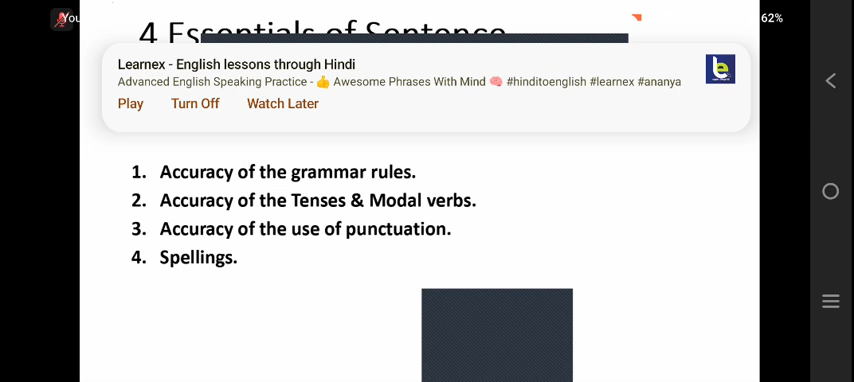 You
62%
4 Essentials of Sentence
Learnex - English lessons through Hindi
Advanced English Speaking Practice - 👍 Awesome Phrases With Mind 🧠 #hinditoenglish #learnex #ananya
le
Play Turn Off Watch Later
1. Accuracy of the grammar rules.
2. Accuracy of the Tenses & Modal verbs.
3. Accuracy of the use of punctuation.
4. Spellings.